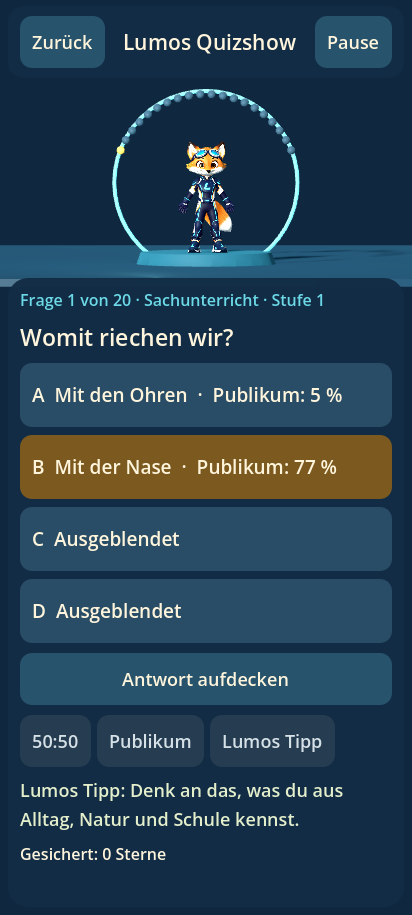 Zurück
Lumos Quizshow
Pause
Frage 1 von 20 · Sachunterricht · Stufe 1
Womit riechen wir?
A Mit den Ohren · Publikum: 5 %
B Mit der Nase · Publikum: 77 %
C Ausgeblendet
D Ausgeblendet
Antwort aufdecken
50:50
Publikum
Lumos Tipp
Lumos Tipp: Denk an das, was du aus
Alltag, Natur und Schule kennst.
Gesichert: 0 Sterne